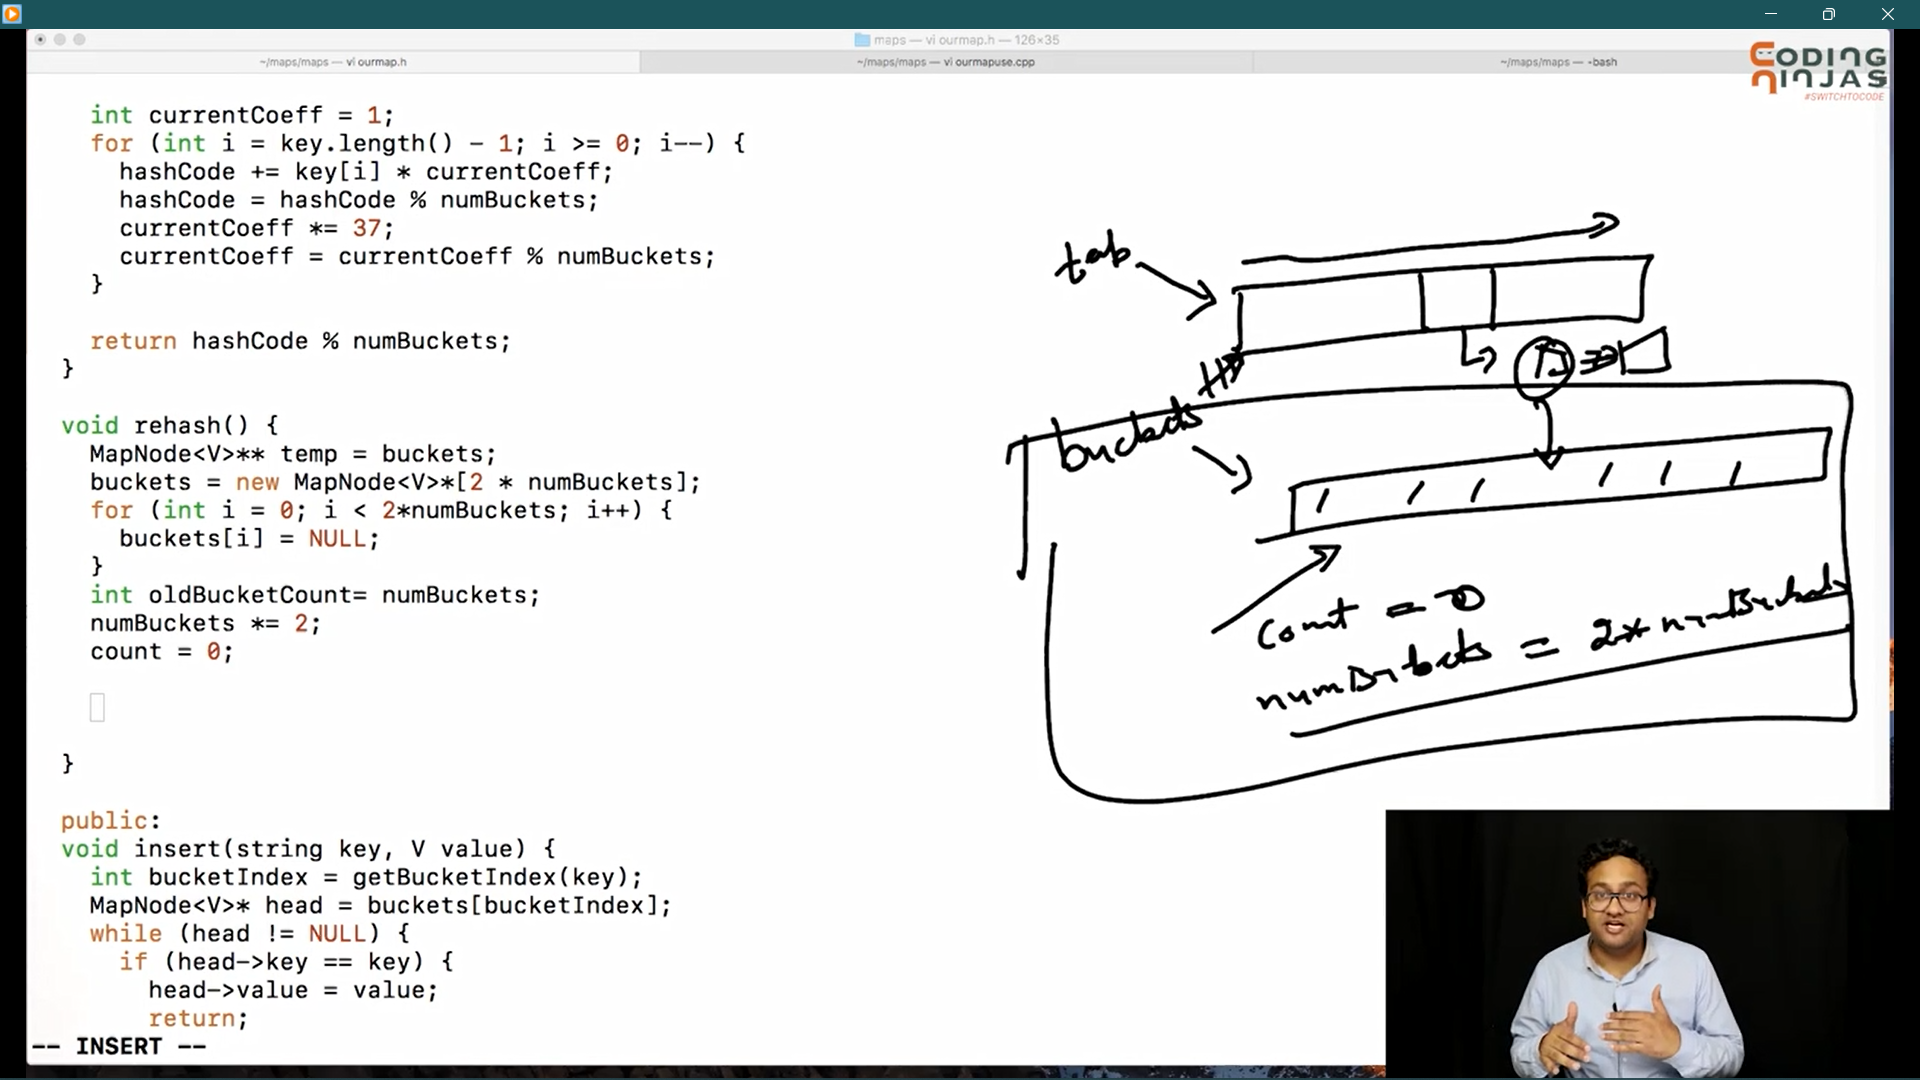 maps — vi ourmap.h — 126×35
~/maps/maps — vi ourmap.h
~/maps/maps — vi ourmapuse.cpp
~/maps/maps — -bash
CODING
NINJAS
#SWITCHTOCODE
int currentCoeff = 1;
for (int i = key.length() - 1; i >= 0; i--) {
hashCode += key[i] * currentCoeff;
hashCode = hashCode % numBuckets;
currentCoeff *= 37;
currentCoeff = currentCoeff % numBuckets;
}
return hashCode % numBuckets;
}
void rehash() {
MapNode<V>** temp = buckets;
buckets = new MapNode<V>*[2 * numBuckets];
for (int i = 0; i < 2*numBuckets; i++) {
buckets[i] = NULL;
}
int oldBucketCount= numBuckets;
numBuckets *= 2;
count = 0;
}
public:
void insert(string key, V value) {
int bucketIndex = getBucketIndex(key);
MapNode<V>* head = buckets[bucketIndex];
while (head != NULL) {
if (head->key == key) {
head->value = value;
return;
-- INSERT --
buckets
count = 0
numBuckets = 2* numBuckets